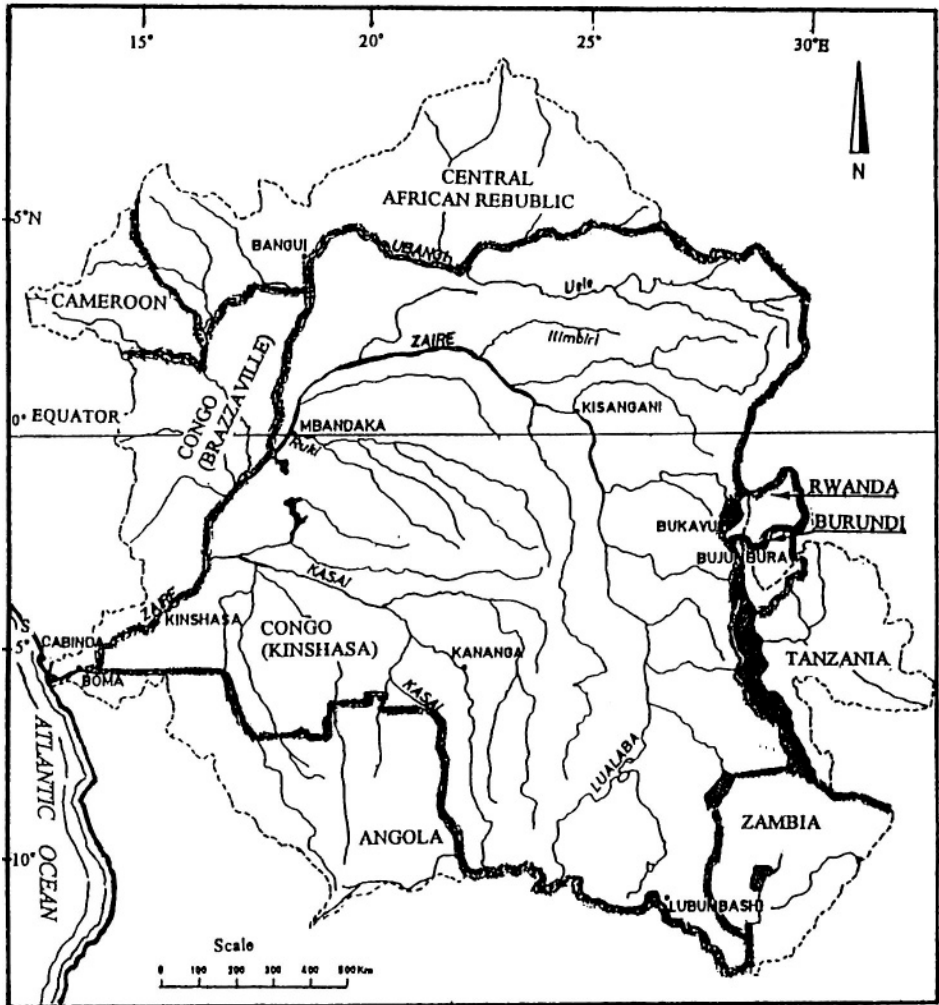 15°
20°
25°
30°E
N
CENTRAL
AFRICAN REBUBLIC
5°N
BANGUI
UBANGI
CAMEROON
Uele
ZAIRE
Itimbiri
CONGO
(BRAZZAVILLE)
EQUATOR
0°
KISANGANI
MBANDAKA
Ruki
RWANDA
BUKAVU
BURUNDI
BUJUMBURA
KASAI
ZAIRE
KINSHASA
CONGO
(KINSHASA)
S
CABINDA
5°
KANANGA
TANZANIA
BOMA
KASAI
ATLANTIC OCEAN
LUALABA
ZAMBIA
ANGOLA
10°
LUBUMBASHI
Scale
0 100 200 300 400 500 Km